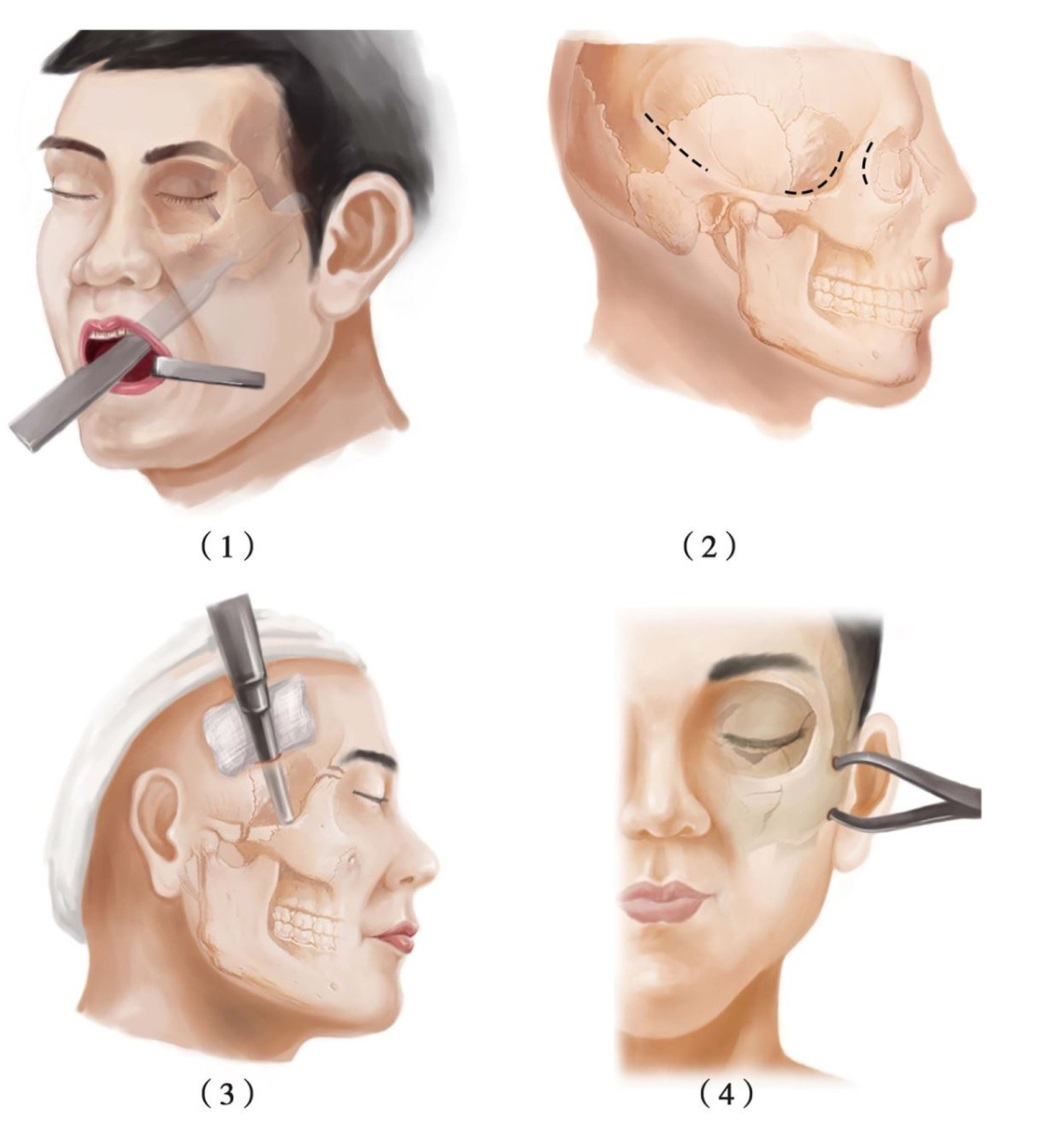 （1）
（2）
（3）
（4）